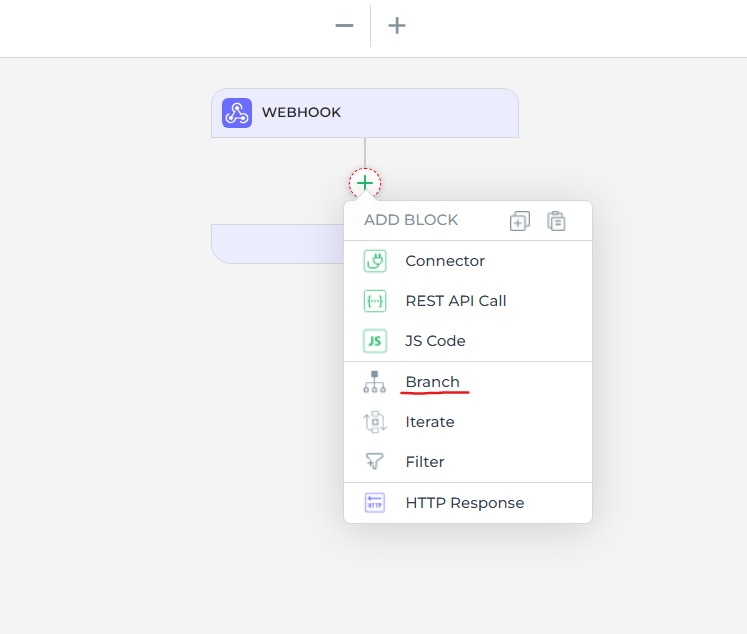 WEBHOOK
ADD BLOCK
Connector
REST API Call
JS
JS Code
Branch
Iterate
Filter
HTTP
HTTP Response